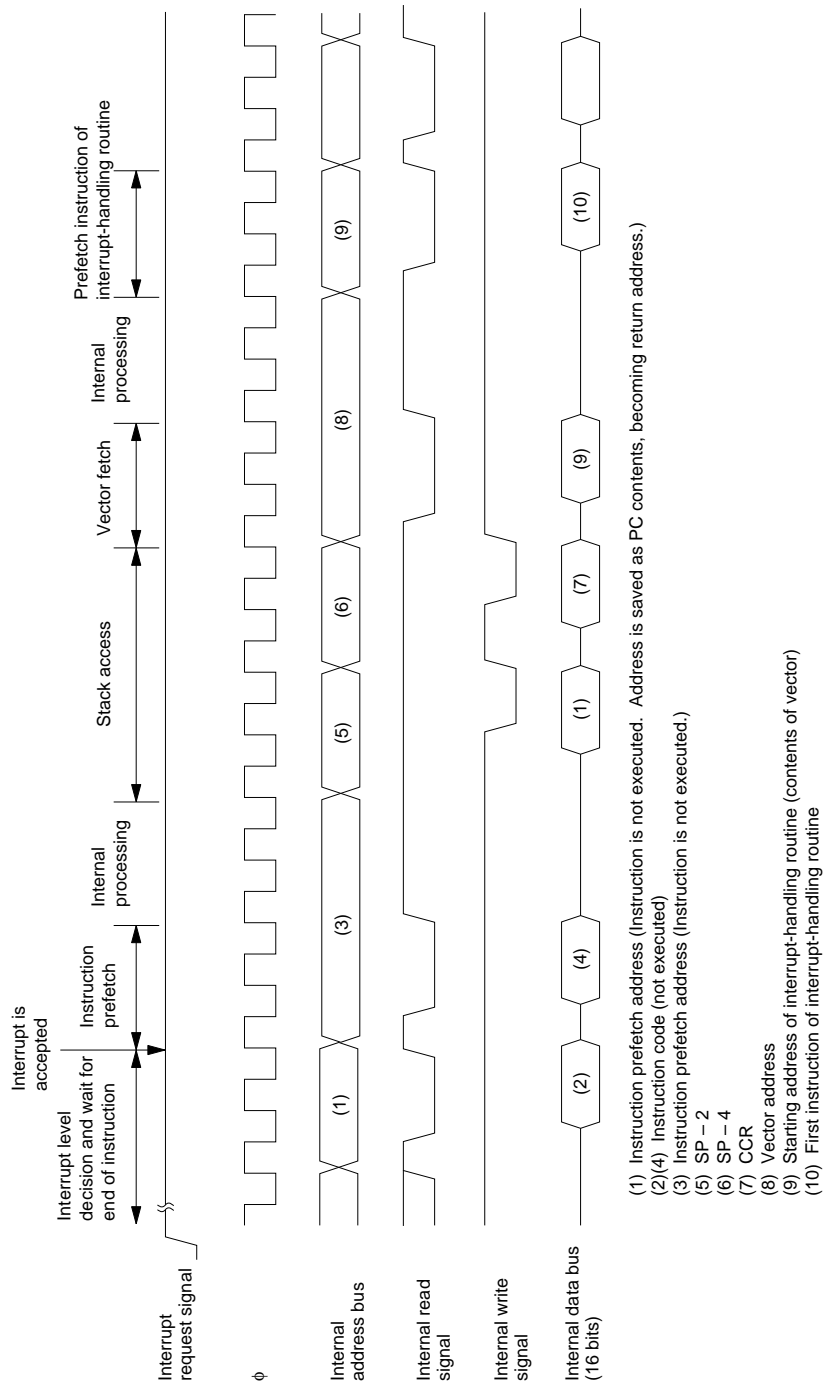 Interrupt is
accepted
Interrupt level
decision and wait for
end of instruction
Instruction
prefetch
Internal
processing
Stack access
Vector fetch
Internal
processing
Prefetch instruction of
interrupt-handling routine
Interrupt
request signal
φ
Internal
address bus
(1)
(3)
(5)
(6)
(8)
(9)
Internal read
signal
Internal write
signal
Internal data bus
(16 bits)
(2)
(4)
(1)
(7)
(9)
(10)
(1) Instruction prefetch address (Instruction is not executed. Address is saved as PC contents, becoming return address.)
(2)(4) Instruction code (not executed)
(3) Instruction prefetch address (Instruction is not executed.)
(5) SP – 2
(6) SP – 4
(7) CCR
(8) Vector address
(9) Starting address of interrupt-handling routine (contents of vector)
(10) First instruction of interrupt-handling routine